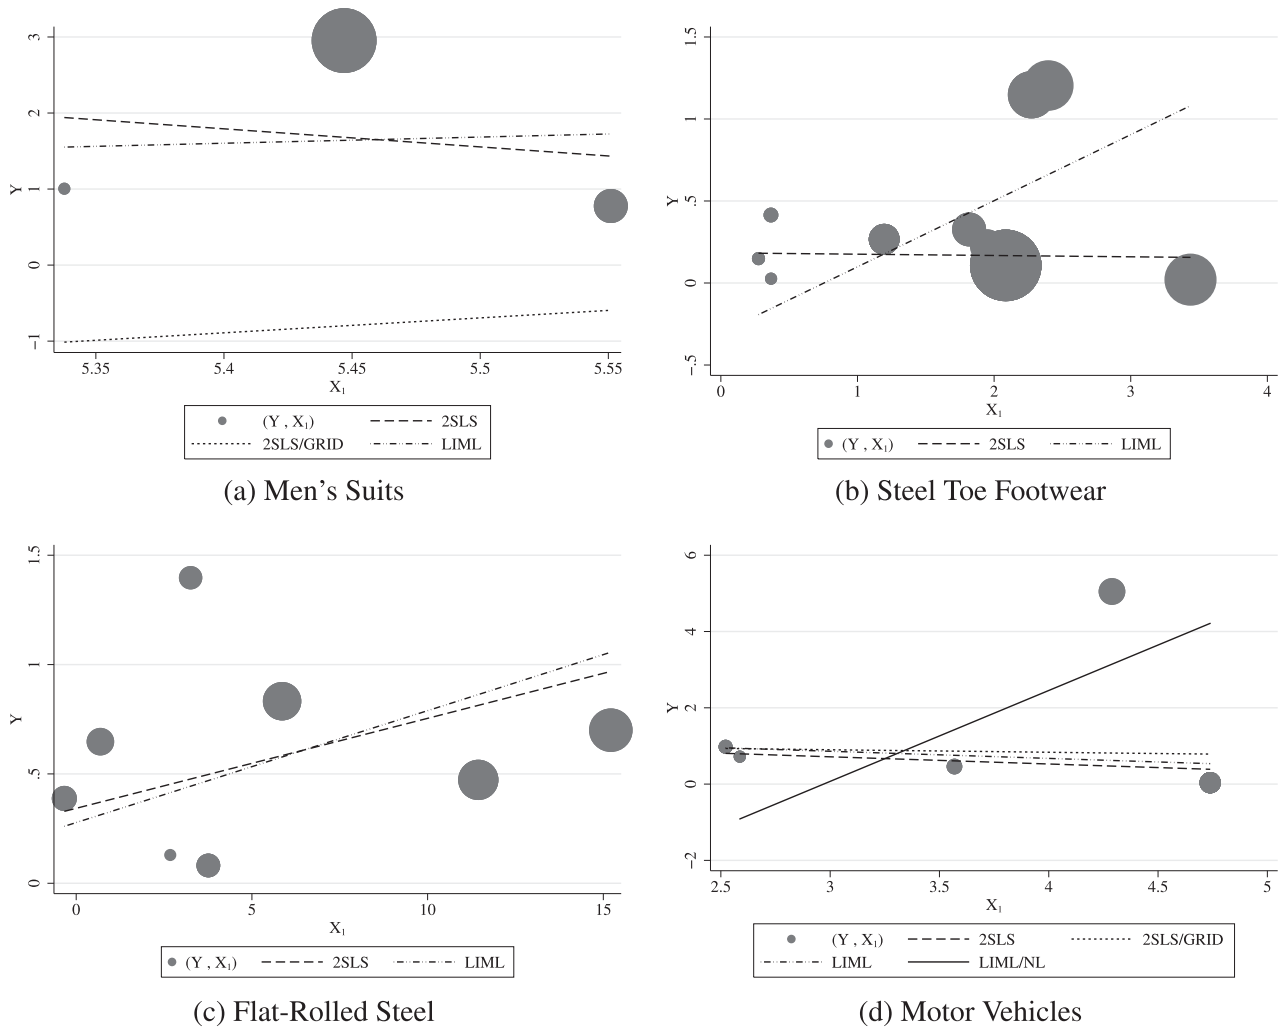 3
2
1
0
−1
Y
5.35 5.4 5.45 5.5 5.55
X₁
(Y , X₁) 2SLS
2SLS/GRID LIML
(a) Men’s Suits
1.5
1
.5
0
−.5
Y
0 1 2 3 4
X₁
(Y , X₁) 2SLS LIML
(b) Steel Toe Footwear
1.5
1
.5
0
Y
0 5 10 15
X₁
(Y , X₁) 2SLS LIML
(c) Flat-Rolled Steel
6
4
2
0
−2
Y
2.5 3 3.5 4 4.5 5
X₁
(Y , X₁) 2SLS 2SLS/GRID
LIML LIML/NL
(d) Motor Vehicles